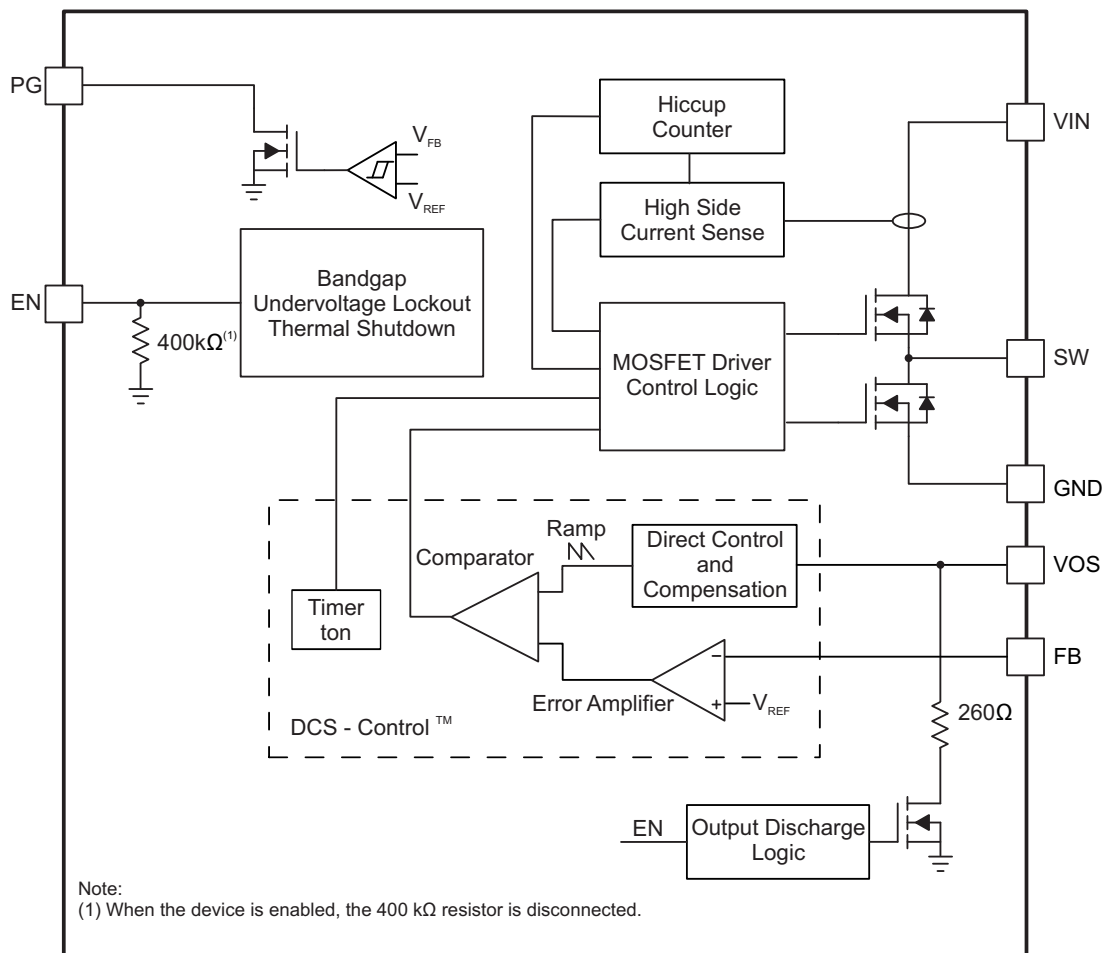 PG
V_FB
V_REF
Hiccup
Counter
VIN
High Side
Current Sense
EN
400kΩ(1)
Bandgap
Undervoltage Lockout
Thermal Shutdown
MOSFET Driver
Control Logic
SW
GND
Ramp
Comparator
Direct Control
and
Compensation
VOS
Timer
ton
−
+
V_REF
FB
Error Amplifier
DCS - Control ™
260Ω
EN
Output Discharge
Logic
Note:
(1) When the device is enabled, the 400 kΩ resistor is disconnected.